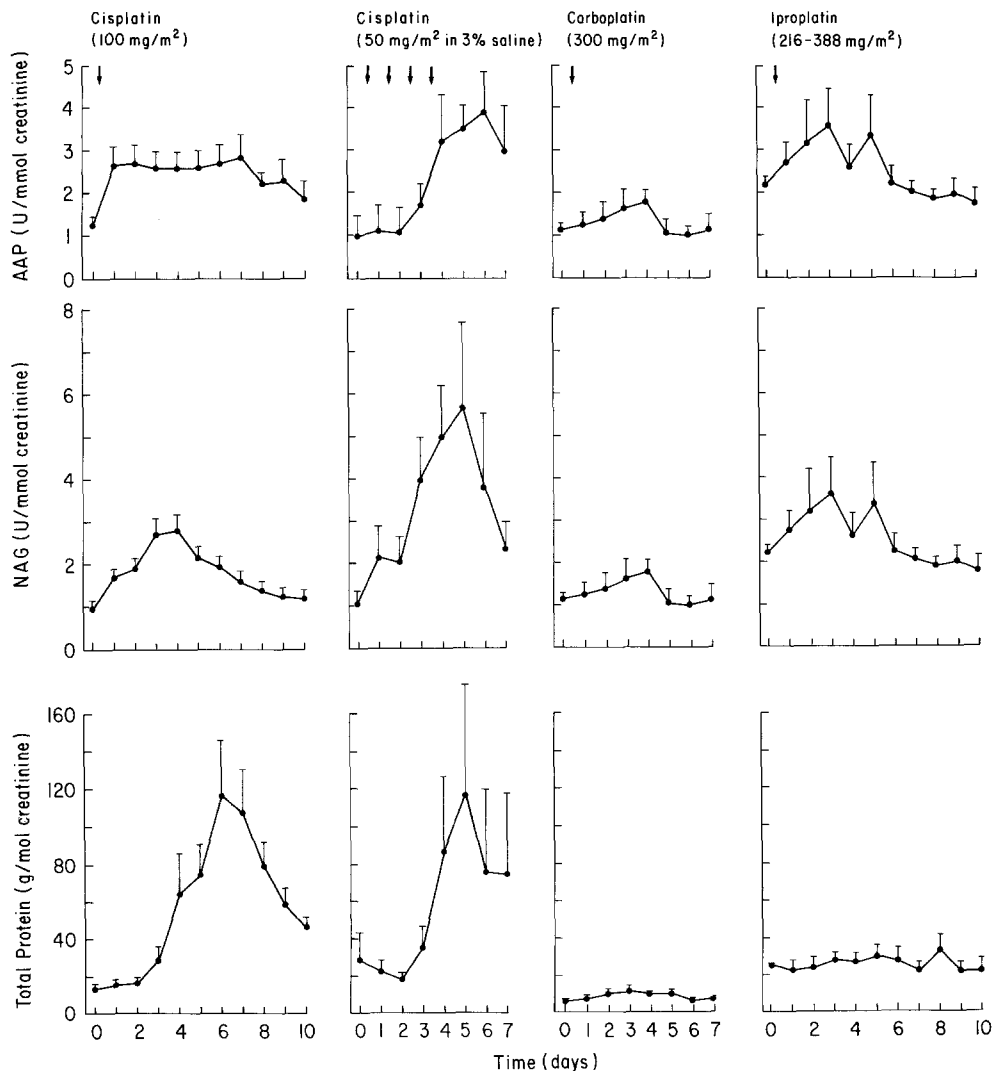 Cisplatin
(100 mg/m²)
Cisplatin
(50 mg/m² in 3% saline)
Carboplatin
(300 mg/m²)
Iproplatin
(216-388 mg/m²)
AAP (U/mmol creatinine)
5
4
3
2
1
0
NAG (U/mmol creatinine)
8
6
4
2
0
Total Protein (g/mol creatinine)
160
120
80
40
0
0 2 4 6 8 10
0 1 2 3 4 5 6 7
0 1 2 3 4 5 6 7
0 2 4 6 8 10
Time (days)